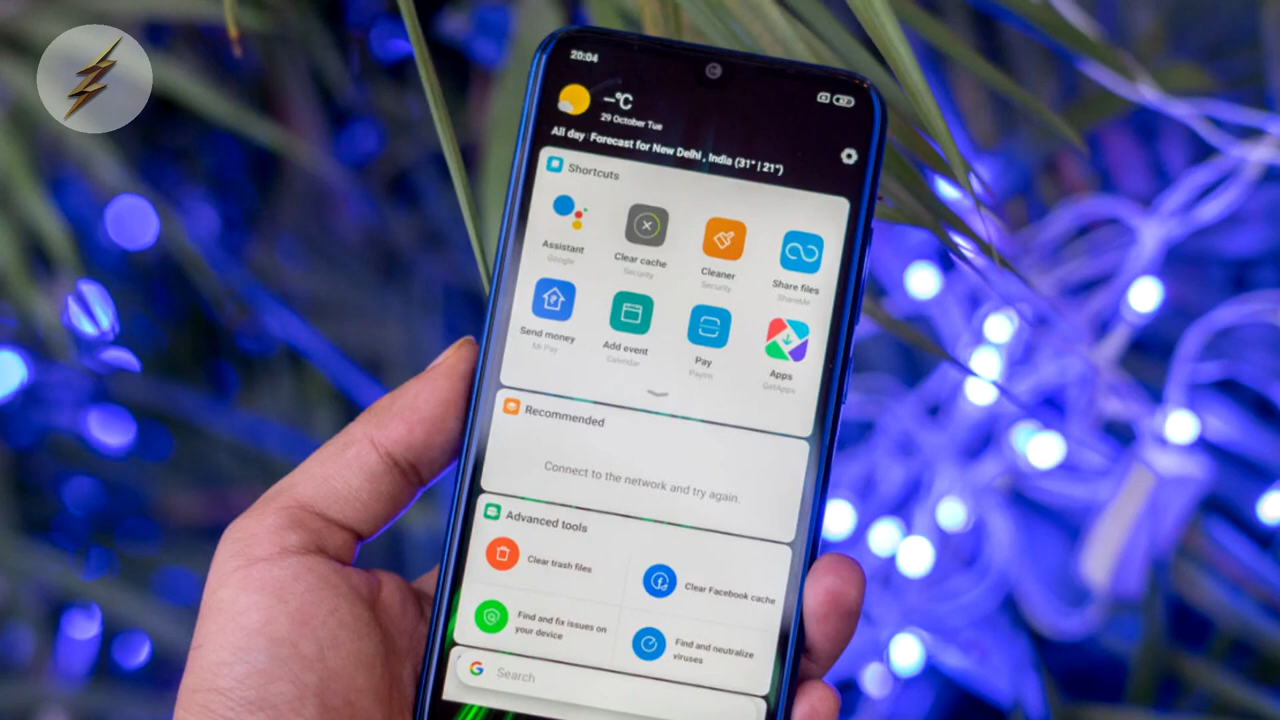 20:04
62
—°C
29 October Tue
All day Forecast for New Delhi , India (31° | 21°)
Shortcuts
Assistant
Google
Clear cache
Security
Cleaner
Security
Share files
ShareMe
Send money
Mi Pay
Add event
Calendar
Pay
Paytm
Apps
GetApps
Recommended
Connect to the network and try again.
Advanced tools
Clear trash files
Clear Facebook cache
Find and fix issues on
your device
Find and neutralize
viruses
G Search